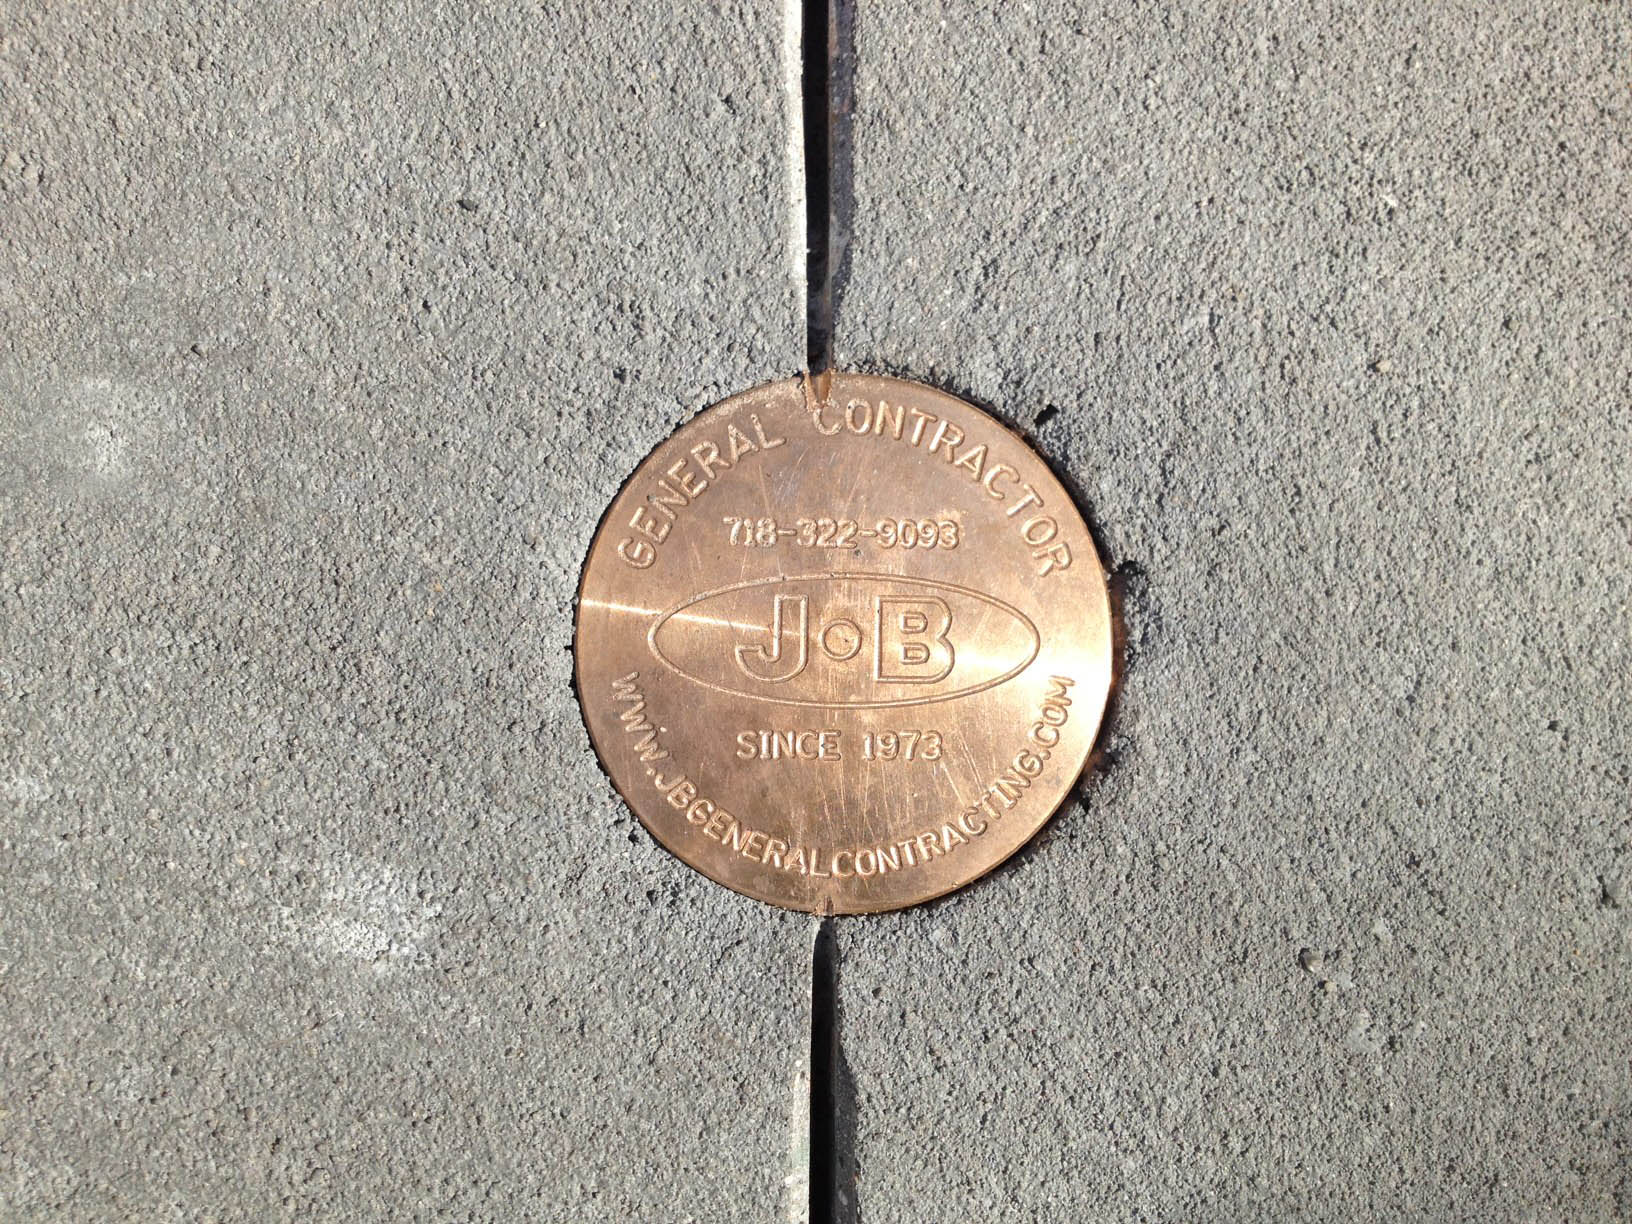 GENERAL CONTRACTOR
718-322-9093
J·B
SINCE 1973
WWW.JBGENERALCONTRACTING.COM